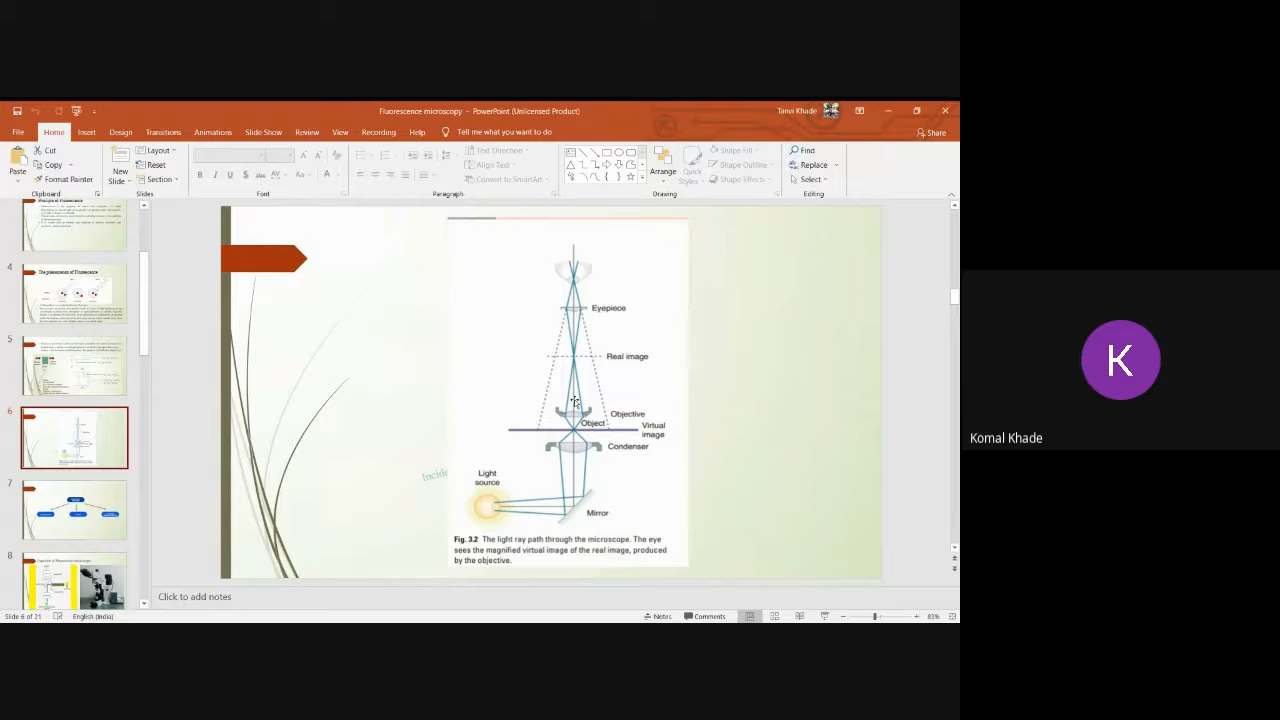 Fluorescence microscopy - PowerPoint (Unlicensed Product)
Tanvi Khade
File Home Insert Design Transitions Animations Slide Show Review View Recording Help Tell me what you want to do
Share
Paste
Cut
Copy
Format Painter
Clipboard
New
Slide
Layout
Reset
Section
Slides
Font
Text Direction
Align Text
Convert to SmartArt
Paragraph
Arrange
Quick
Styles
Shape Fill
Shape Outline
Shape Effects
Drawing
Find
Replace
Select
Editing
4
The phenomenon of Fluorescence
5
6
7
8
Eyepiece
Real image
Objective
Object
Virtual
image
Condenser
Incide
Light
source
Mirror
Fig. 3.2 The light ray path through the microscope. The eye
sees the magnified virtual image of the real image, produced
by the objective.
Click to add notes
Slide 6 of 21
English (India)
Notes
Comments
83%
K
Komal Khade